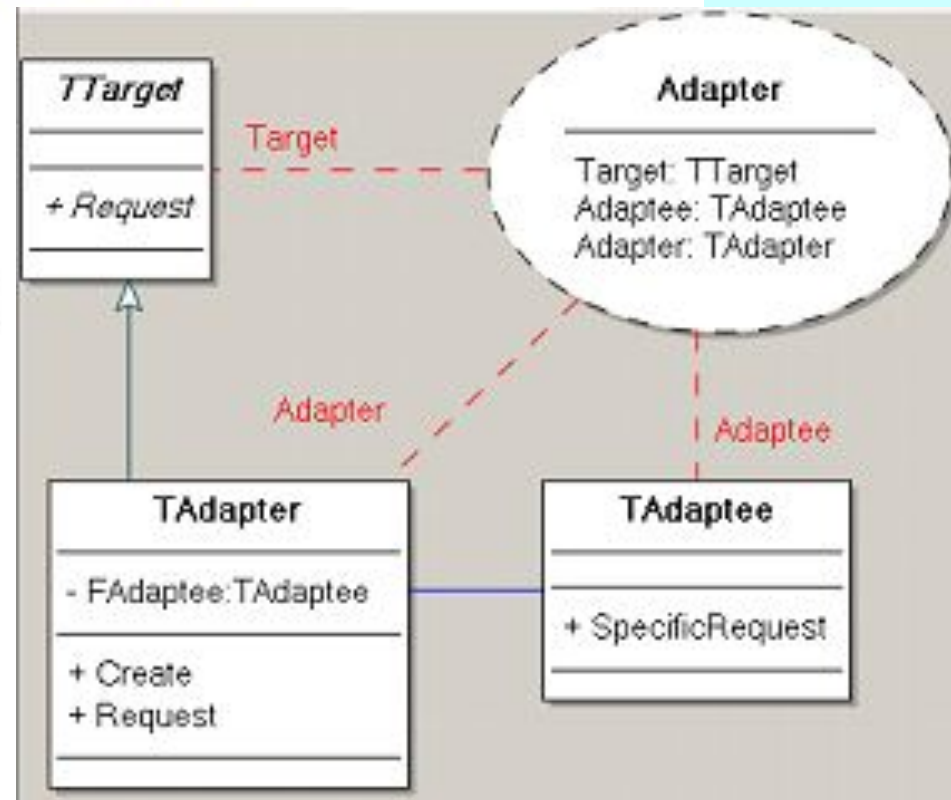 TTarget
+ Request
Target
Adapter
Target: TTarget
Adaptee: TAdaptee
Adapter: TAdapter
Adapter
Adaptee
TAdapter
- FAdaptee:TAdaptee
+ Create
+ Request
TAdaptee
+ SpecificRequest